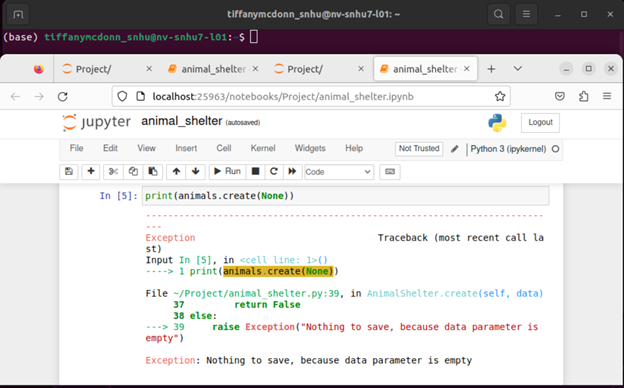 tiffanymcdonn_snhu@nv-snhu7-l01: ~
(base) tiffanymcdonn_snhu@nv-snhu7-l01:~$
Project/ × animal_shelter × Project/ × animal_shelter ×
localhost:25963/notebooks/Project/animal_shelter.ipynb
jupyter animal_shelter (autosaved) Logout
File Edit View Insert Cell Kernel Widgets Help Not Trusted Python 3 (ipykernel)
Run Code
In [5]: print(animals.create(None))
---------------------------------------------------------------------------
Exception Traceback (most recent call la
st)
Input In [5], in <cell line: 1>()
----> 1 print(animals.create(None))
File ~/Project/animal_shelter.py:39, in AnimalShelter.create(self, data)
37 return False
38 else:
---> 39 raise Exception("Nothing to save, because data parameter is
empty")
Exception: Nothing to save, because data parameter is empty